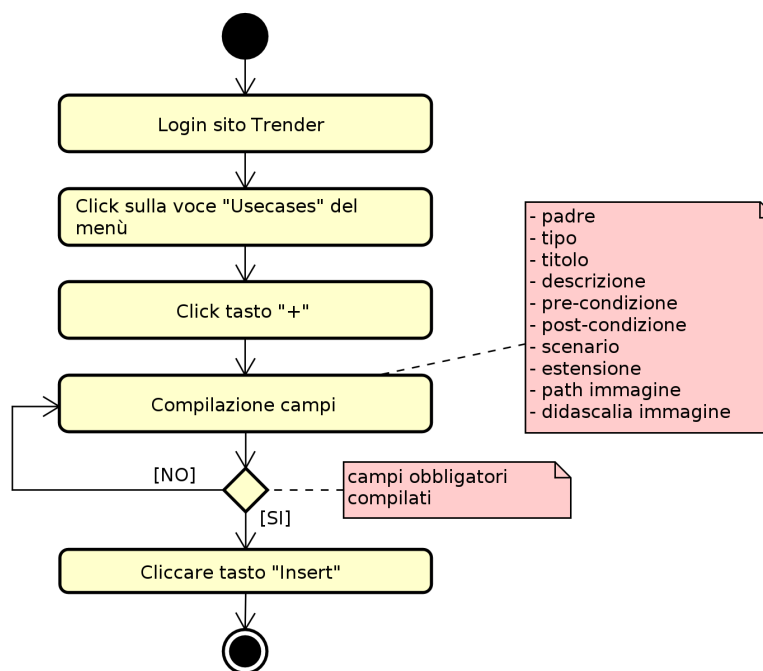 Login sito Trender
Click sulla voce "Usecases" del
menù
Click tasto "+"
- padre
- tipo
- titolo
- descrizione
- pre-condizione
- post-condizione
- scenario
- estensione
- path immagine
- didascalia immagine
Compilazione campi
[NO]
campi obbligatori
compilati
[SI]
Cliccare tasto "Insert"